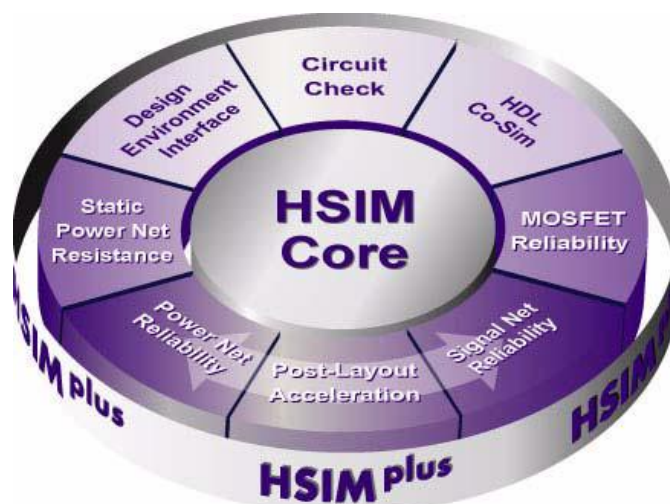 Circuit
Check
HDL
Co-Sim
MOSFET
Reliability
Signal Net
Reliability
Post-Layout
Acceleration
Power Net
Reliability
Static
Power Net
Resistance
Design
Environment
Interface
HSIM
Core
HSIM plus
HSIM plus
HSIM